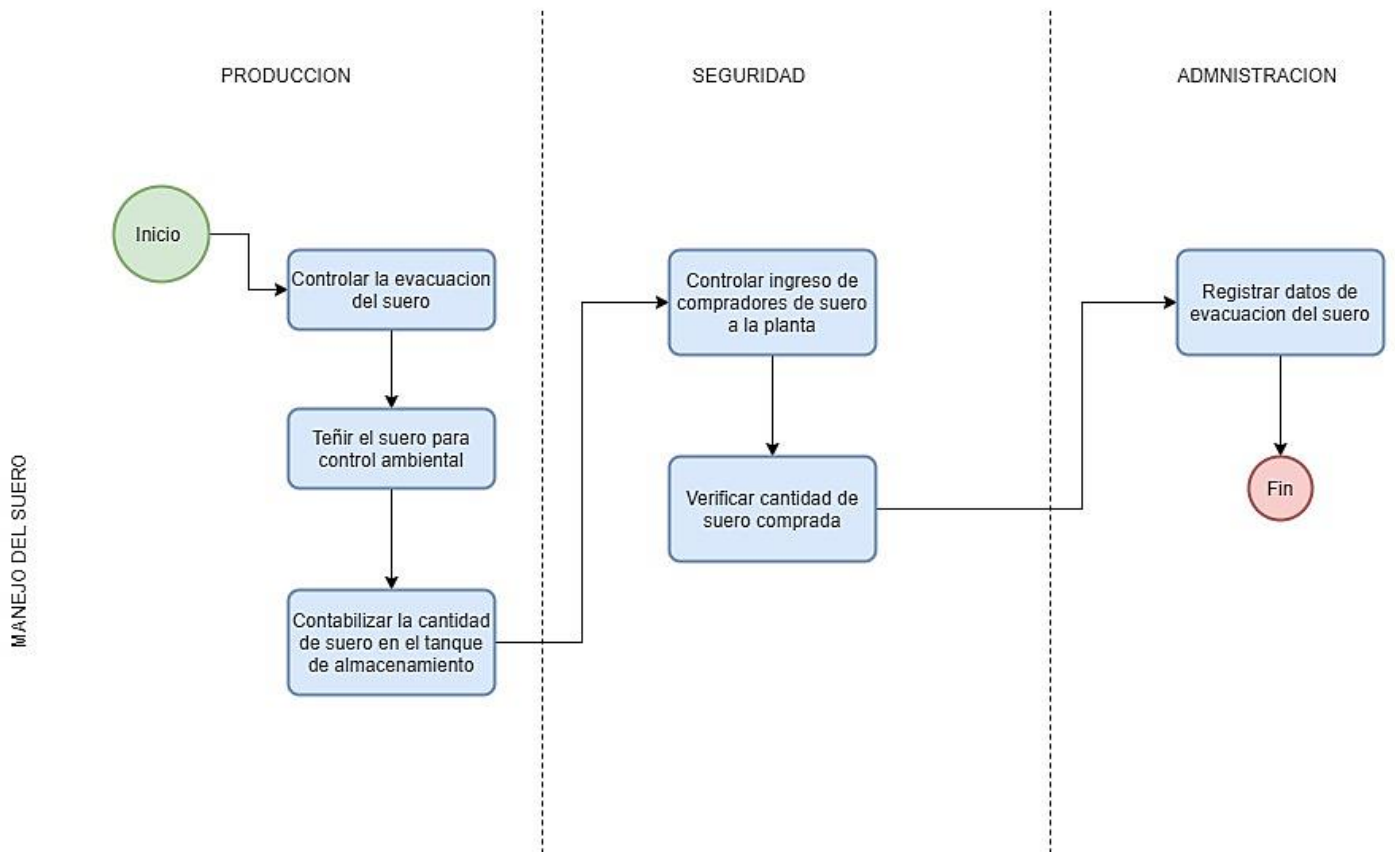 PRODUCCION
SEGURIDAD
ADMNISTRACION
MANEJO DEL SUERO
Inicio
Controlar la evacuacion
del suero
Teñir el suero para
control ambiental
Contabilizar la cantidad
de suero en el tanque
de almacenamiento
Controlar ingreso de
compradores de suero
a la planta
Verificar cantidad de
suero comprada
Registrar datos de
evacuacion del suero
Fin